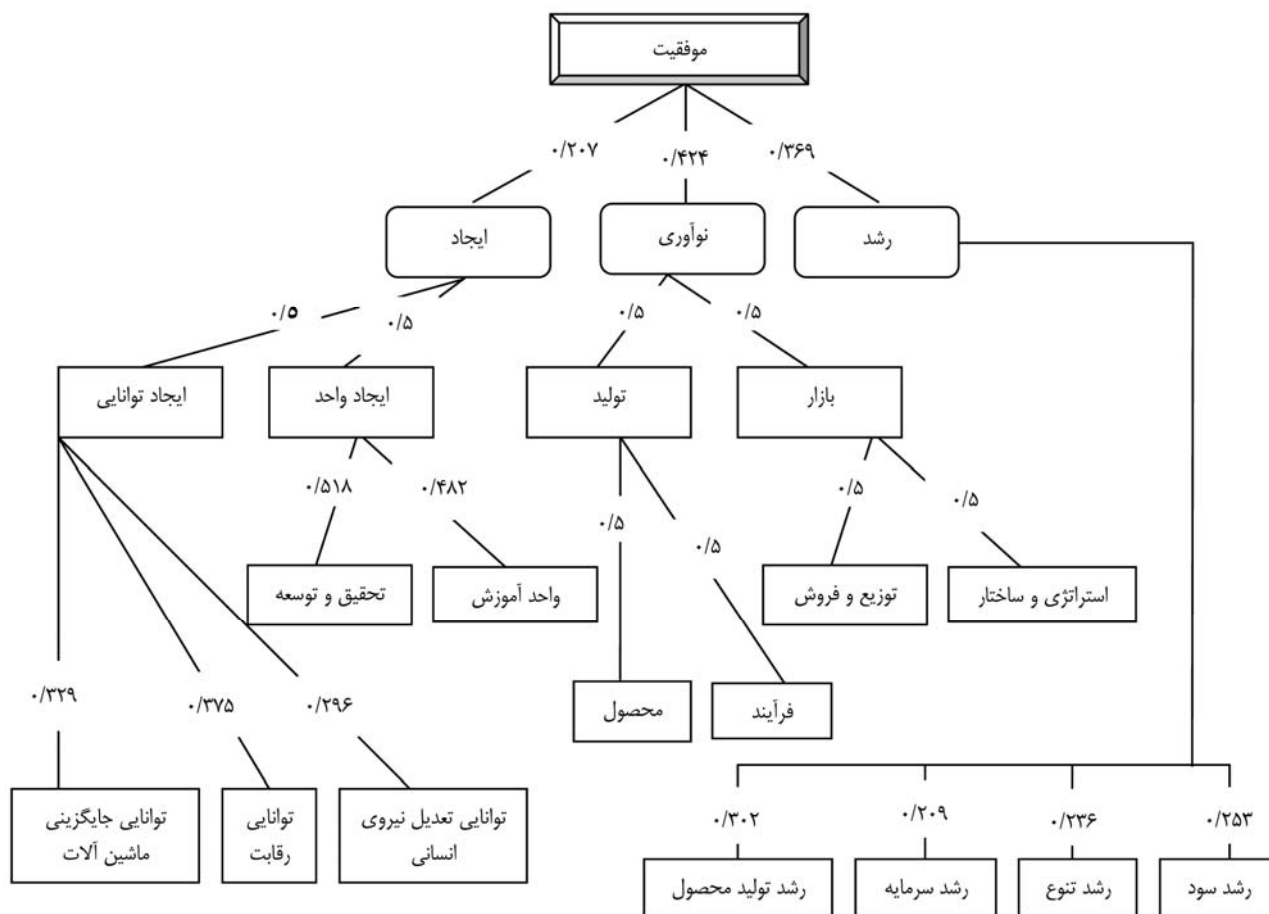 موفقیت
۰/۳۶۹
۰/۴۲۴
۰/۲۰۷
رشد
نوآوری
ایجاد
۰/۵
۰/۵
۰/۵
۰/۵
بازار
تولید
ایجاد واحد
ایجاد توانایی
۰/۵
۰/۵
۰/۵
۰/۵
۰/۴۸۲
۰/۵۱۸
استراتژی و ساختار
توزیع و فروش
واحد آموزش
تحقیق و توسعه
فرآیند
محصول
۰/۲۹۶
۰/۳۷۵
۰/۳۲۹
توانایی تعدیل نیروی
انسانی
توانایی
رقابت
توانایی جایگزینی
ماشین آلات
۰/۲۵۳
۰/۲۳۶
۰/۲۰۹
۰/۳۰۲
رشد سود
رشد تنوع
رشد سرمایه
رشد تولید محصول